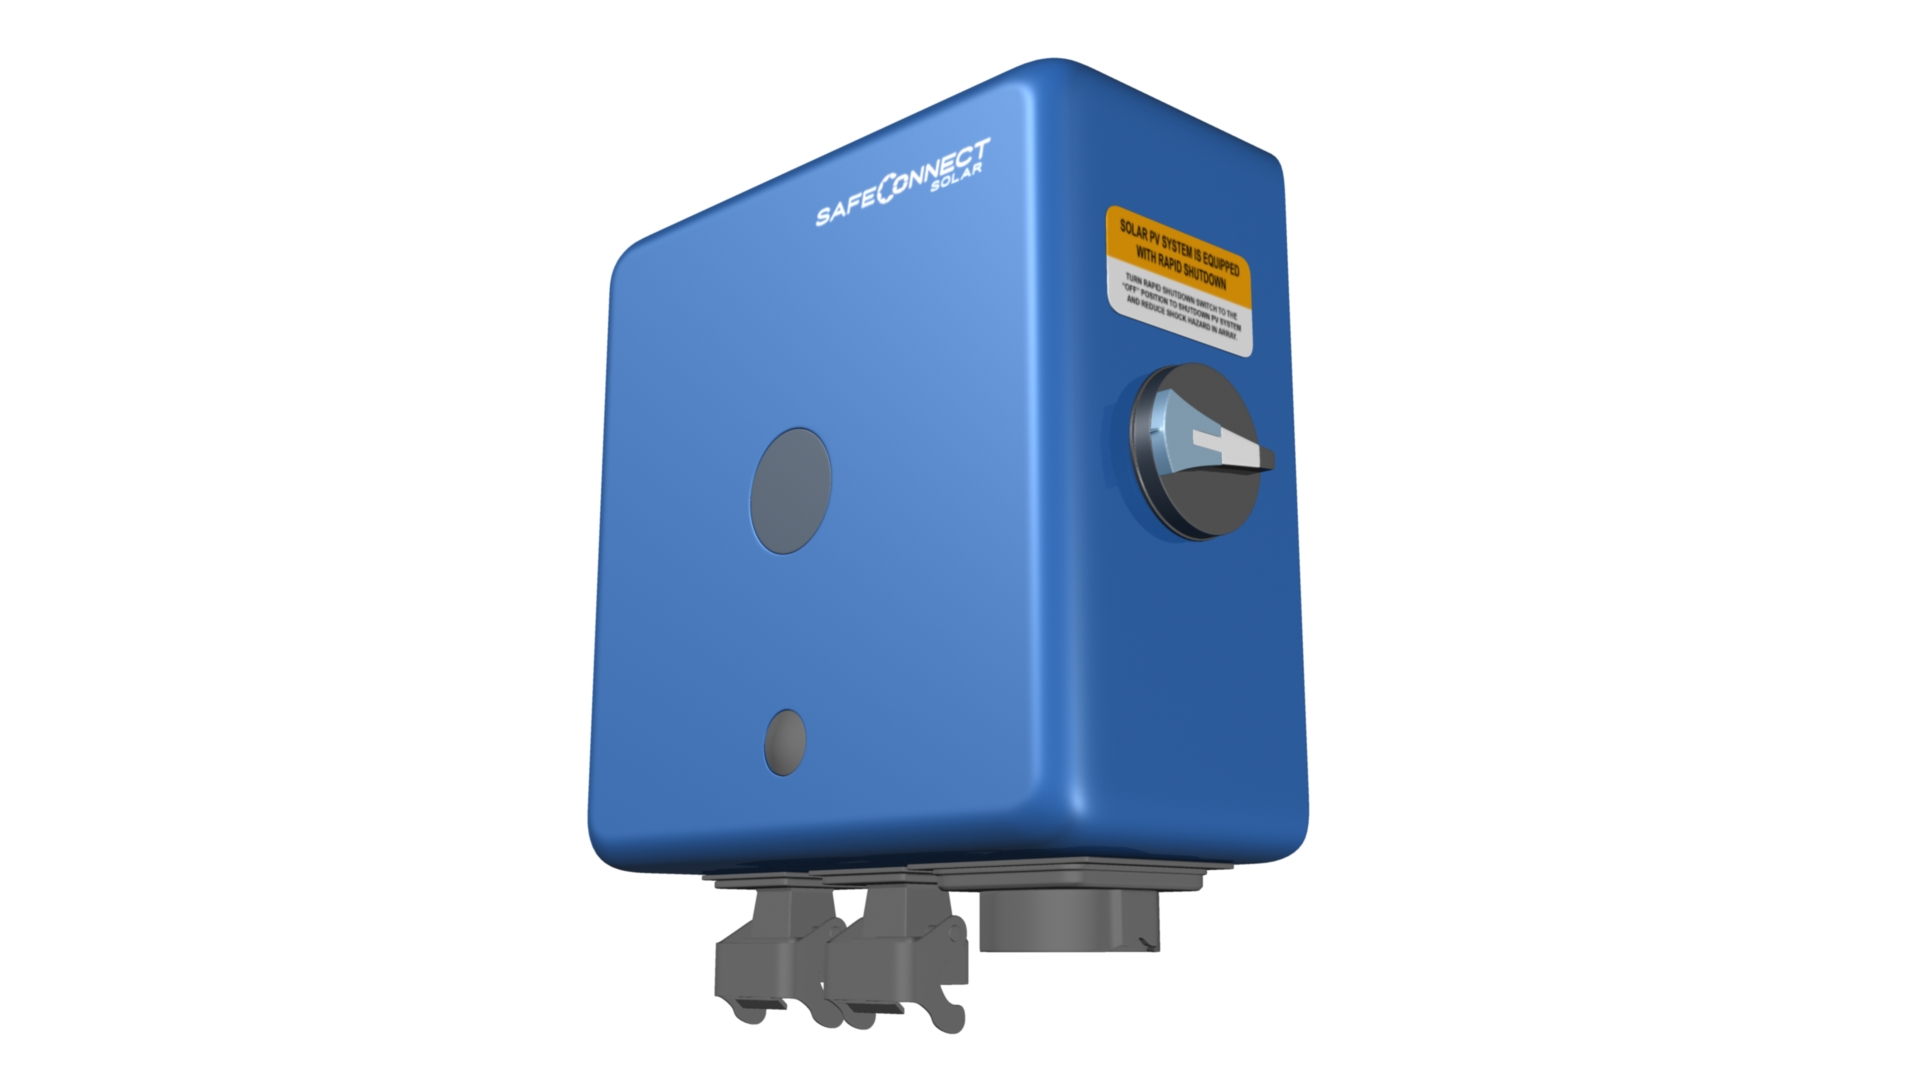 SAFECONNECT
SOLAR
SOLAR PV SYSTEM IS EQUIPPED
WITH RAPID SHUTDOWN
TURN RAPID SHUTDOWN SWITCH TO THE
"OFF" POSITION TO SHUTDOWN PV SYSTEM
AND REDUCE SHOCK HAZARD IN ARRAY.